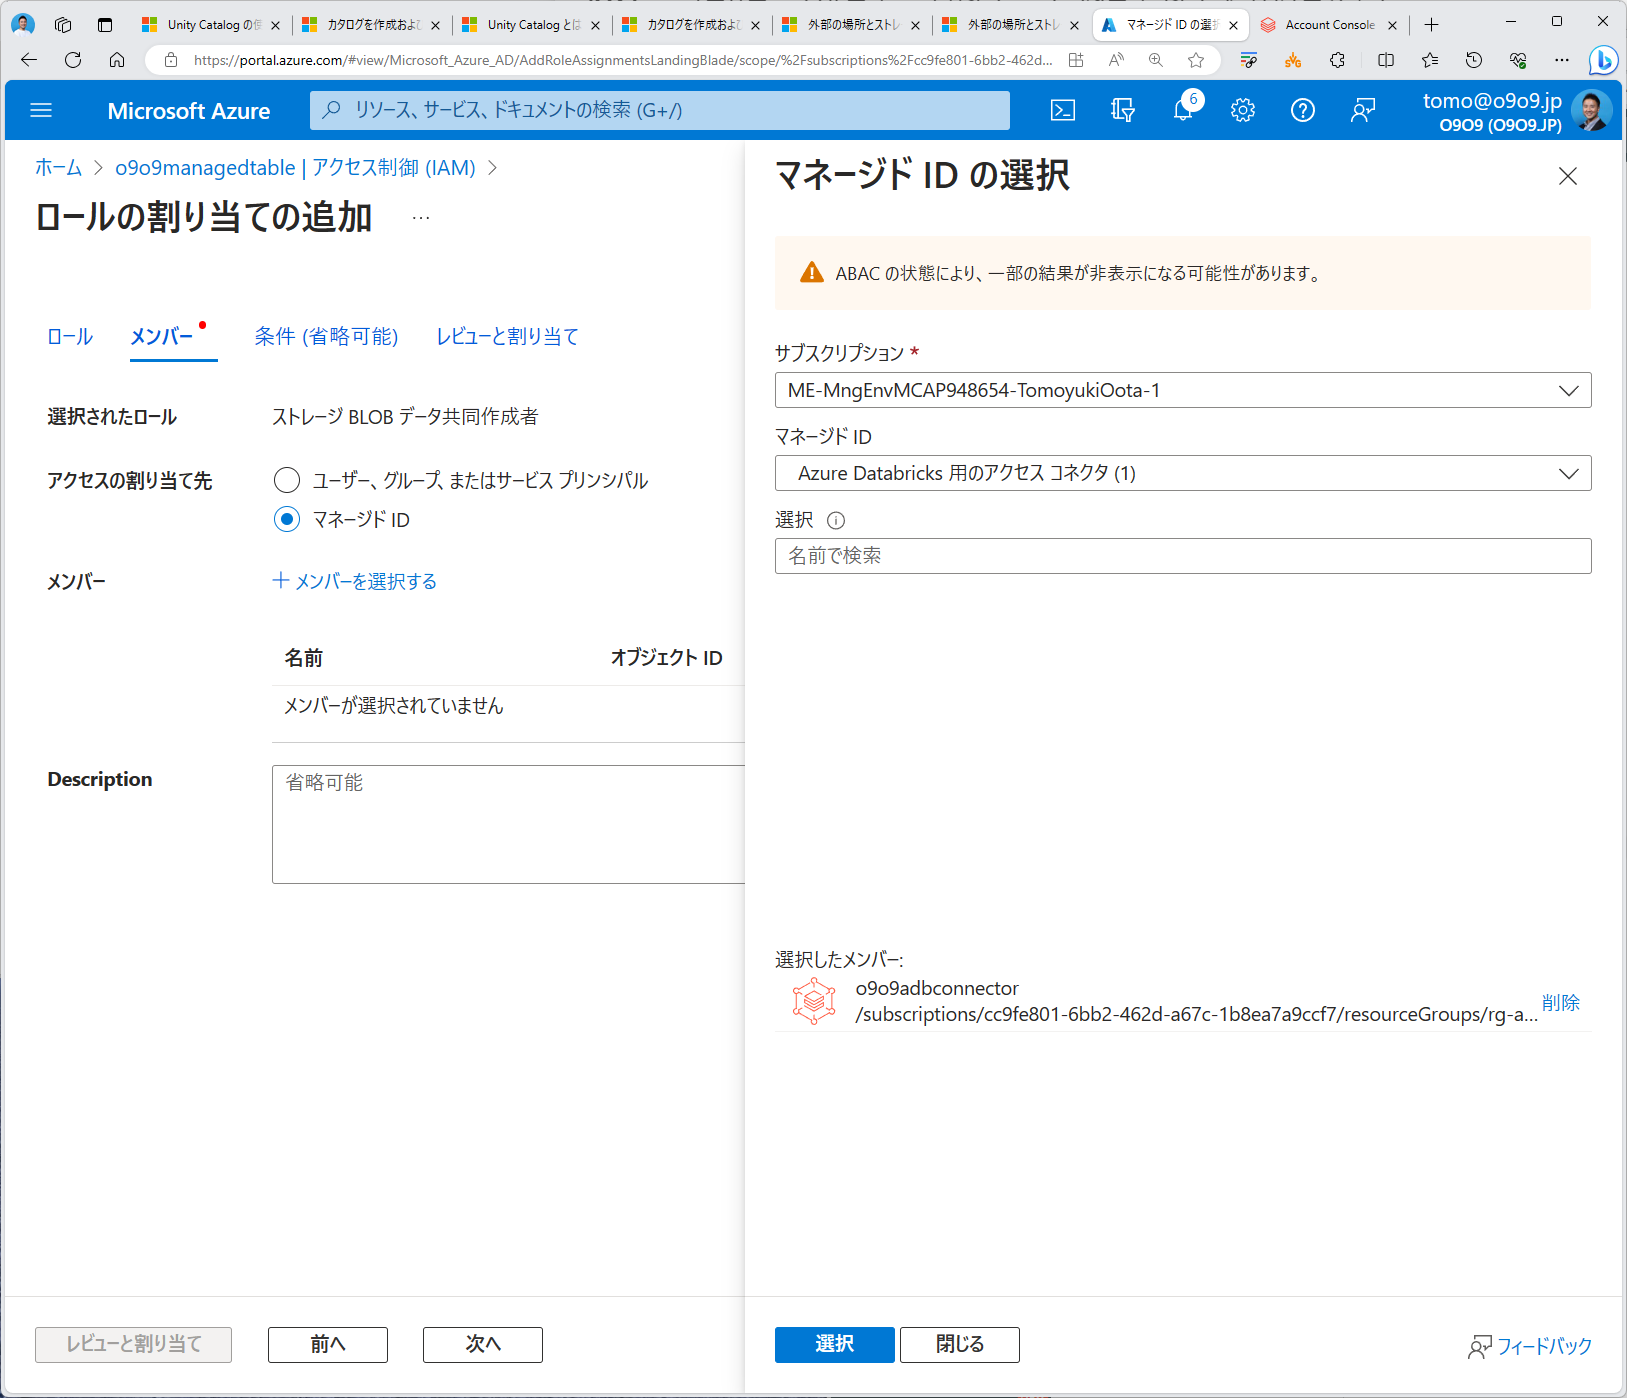 Unity Catalog の使
カタログを作成およひ
Unity Catalog とは
カタログを作成およひ
外部の場所とストレ
外部の場所とストレ
マネージド ID の選択
Account Console
https://portal.azure.com/#view/Microsoft_Azure_AD/AddRoleAssignmentsLandingBlade/scope/%2Fsubscriptions%2Fcc9fe801-6bb2-462d...
Microsoft Azure
リソース、サービス、ドキュメントの検索 (G+/)
6
tomo@o9o9.jp
O9O9 (O9O9.JP)
ホーム > o9o9managedtable | アクセス制御 (IAM) >
ロールの割り当ての追加 ...
ロール
メンバー
条件 (省略可能)
レビューと割り当て
選択されたロール
ストレージ BLOB データ共同作成者
アクセスの割り当て先
ユーザー、グループ、またはサービス プリンシパル
マネージド ID
メンバー
+ メンバーを選択する
名前
オブジェクト ID
メンバーが選択されていません
Description
省略可能
レビューと割り当て
前へ
次へ
マネージド ID の選択
ABAC の状態により、一部の結果が非表示になる可能性があります。
サブスクリプション *
ME-MngEnvMCAP948654-TomoyukiOota-1
マネージド ID
Azure Databricks 用のアクセス コネクタ (1)
選択
名前で検索
選択したメンバー:
o9o9adbconnector
/subscriptions/cc9fe801-6bb2-462d-a67c-1b8ea7a9ccf7/resourceGroups/rg-a...
削除
選択
閉じる
フィードバック